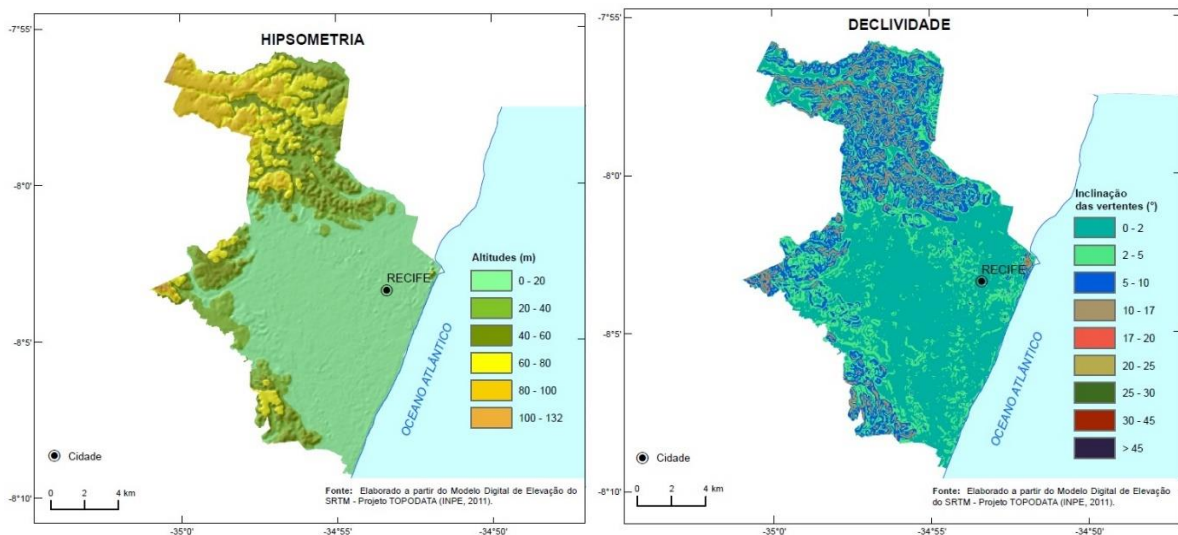 HIPSOMETRIA
-7°55'
-8°0'
-8°5'
-8°10'
RECIFE
OCEANO ATLÂNTICO
Altitudes (m)
0 - 20
20 - 40
40 - 60
60 - 80
80 - 100
100 - 132
Cidade
0 2 4 km
Fonte: Elaborado a partir do Modelo Digital de Elevação do
SRTM - Projeto TOPODATA (INPE, 2011).
-35°0' -34°55' -34°50'
DECLIVIDADE
-7°55'
-8°0'
-8°5'
-8°10'
RECIFE
OCEANO ATLÂNTICO
Inclinação
das vertentes (°)
0 - 2
2 - 5
5 - 10
10 - 17
17 - 20
20 - 25
25 - 30
30 - 45
> 45
Cidade
0 2 4 km
Fonte: Elaborado a partir do Modelo Digital de Elevação
do SRTM - Projeto TOPODATA (INPE, 2011).
-35°0' -34°55' -34°50'